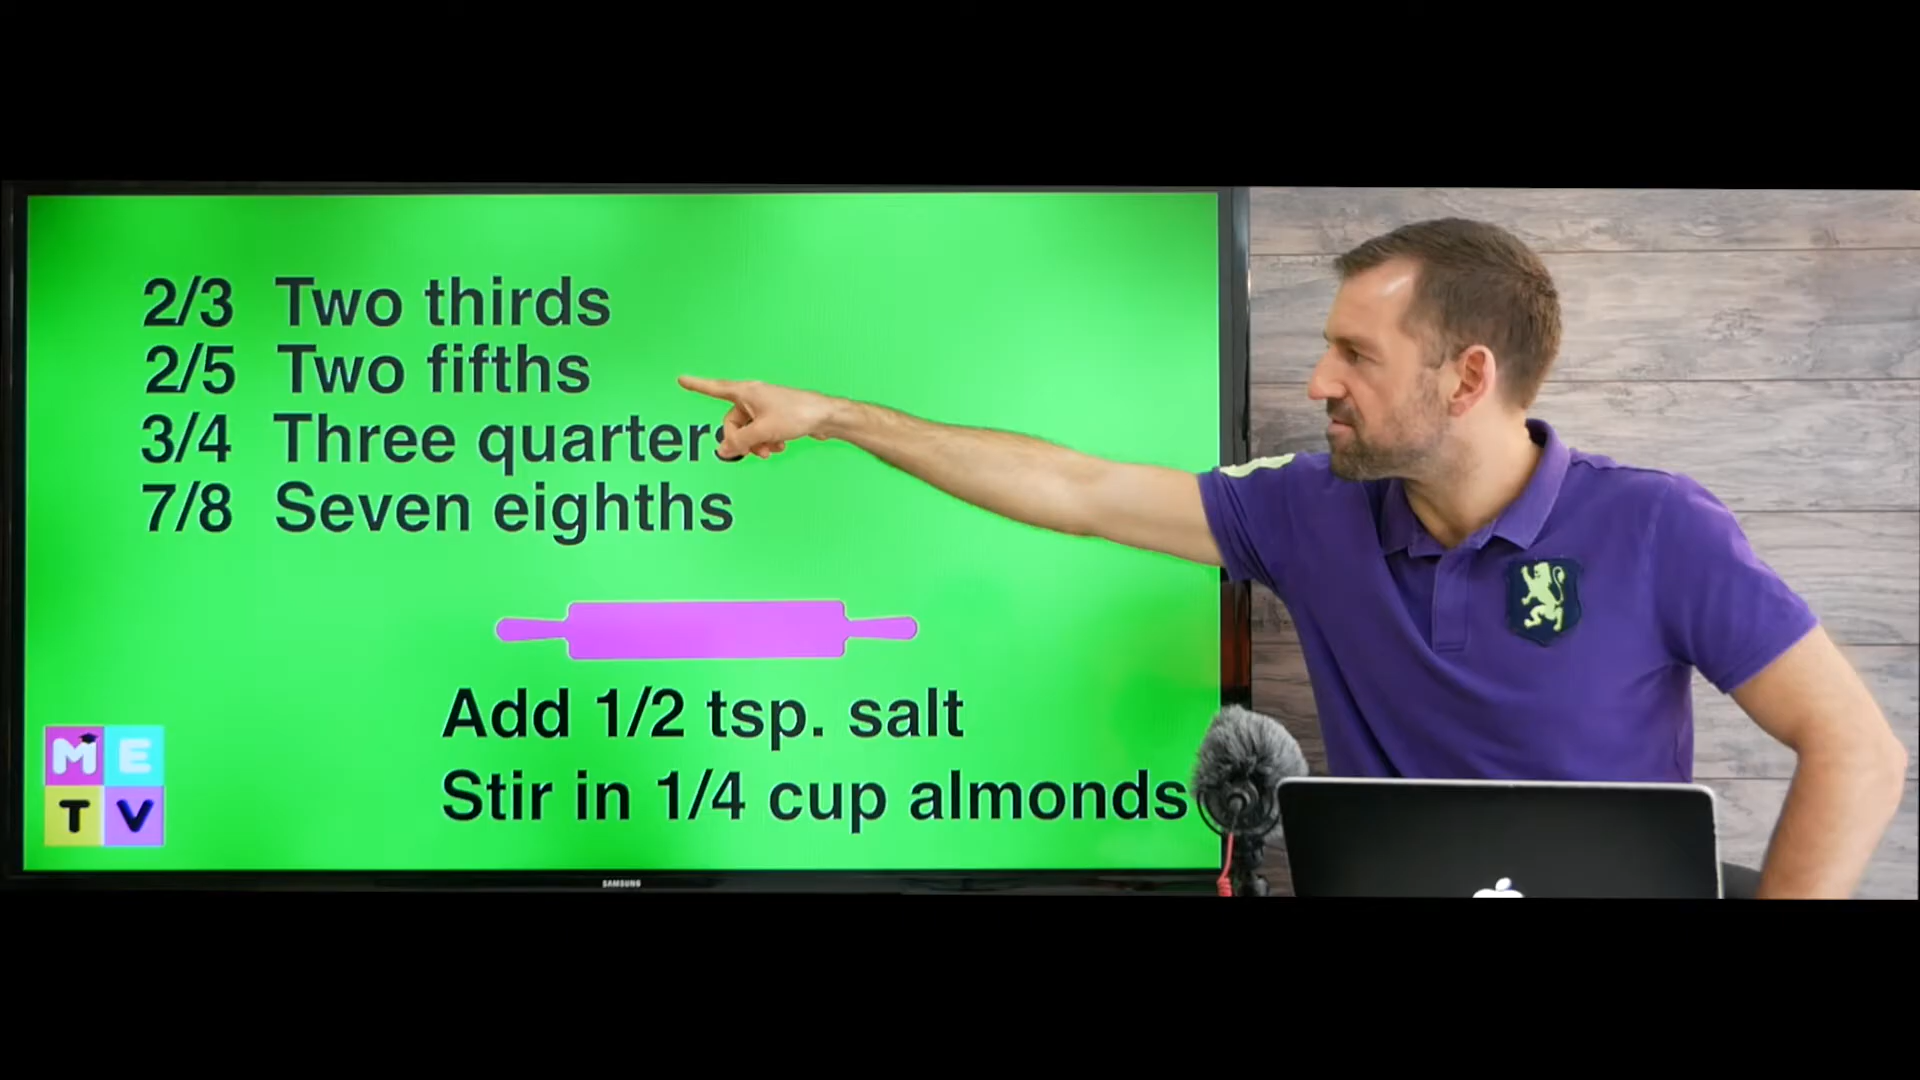 2/3 Two thirds
2/5 Two fifths
3/4 Three quarters
7/8 Seven eighths
Add 1/2 tsp. salt
Stir in 1/4 cup almonds
M E
T V
SAMSUNG